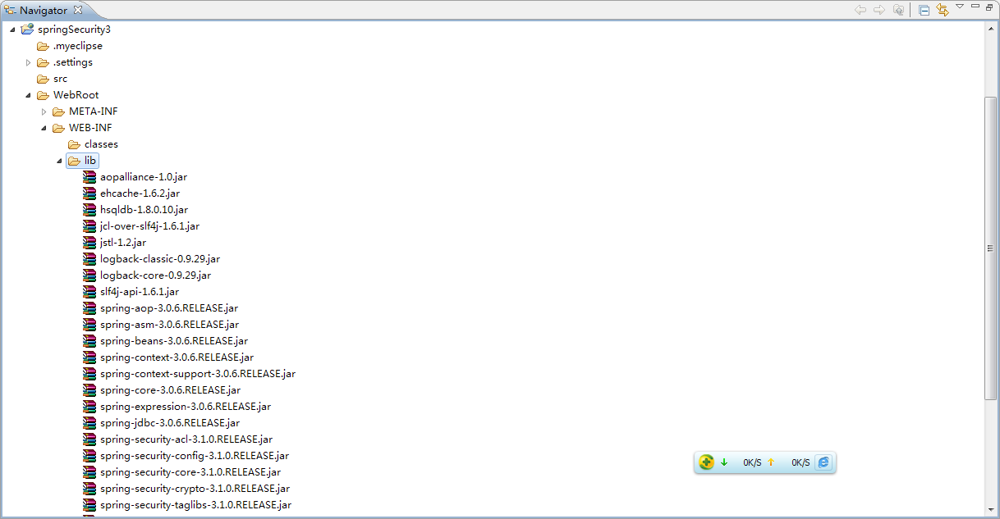 Navigator
springSecurity3
.myeclipse
.settings
src
WebRoot
META-INF
WEB-INF
classes
lib
aopalliance-1.0.jar
ehcache-1.6.2.jar
hsqldb-1.8.0.10.jar
jcl-over-slf4j-1.6.1.jar
jstl-1.2.jar
logback-classic-0.9.29.jar
logback-core-0.9.29.jar
slf4j-api-1.6.1.jar
spring-aop-3.0.6.RELEASE.jar
spring-asm-3.0.6.RELEASE.jar
spring-beans-3.0.6.RELEASE.jar
spring-context-3.0.6.RELEASE.jar
spring-context-support-3.0.6.RELEASE.jar
spring-core-3.0.6.RELEASE.jar
spring-expression-3.0.6.RELEASE.jar
spring-jdbc-3.0.6.RELEASE.jar
spring-security-acl-3.1.0.RELEASE.jar
spring-security-config-3.1.0.RELEASE.jar
0K/S 0K/S
spring-security-core-3.1.0.RELEASE.jar
spring-security-crypto-3.1.0.RELEASE.jar
spring-security-taglibs-3.1.0.RELEASE.jar